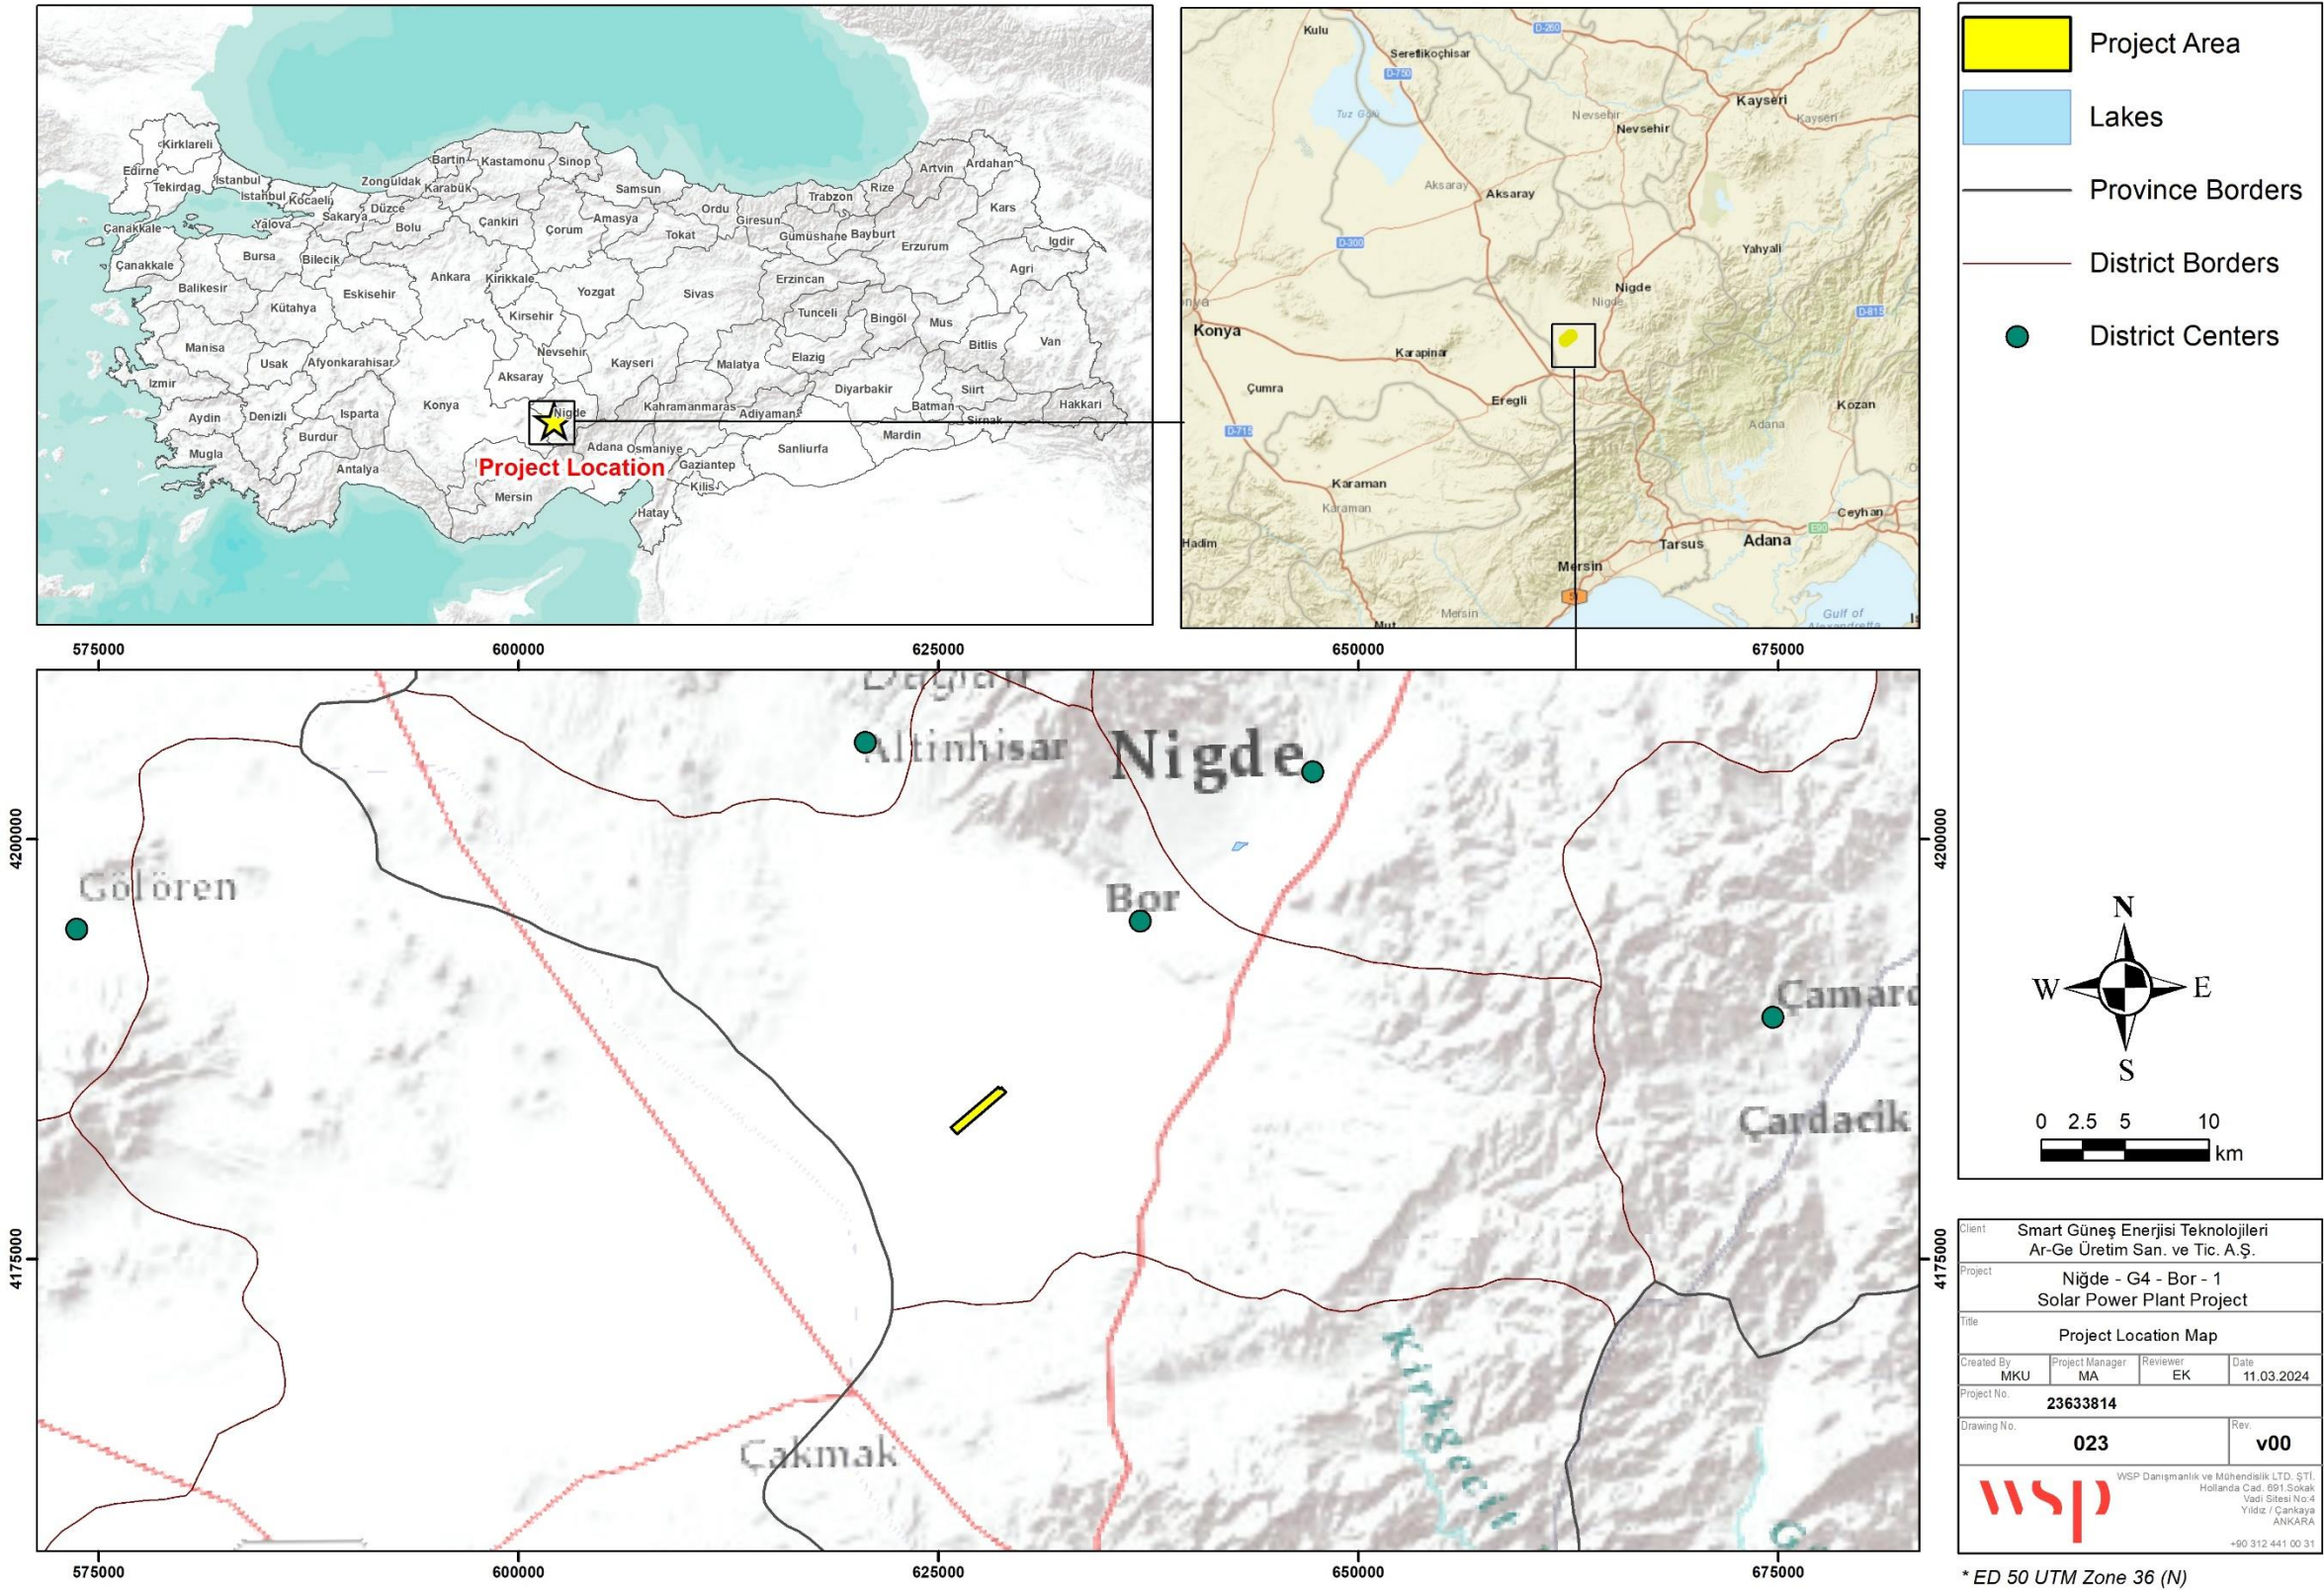 Kirklareli
Edirne
Tekirdag
Istanbul
Istanbul
Kocaeli
Yalova
Sakarya
Düzce
Zonguldak
Bartin
Karabük
Kastamonu
Sinop
Bolu
Çankiri
Çorum
Samsun
Amasya
Tokat
Ordu
Giresun
Trabzon
Gümüshane
Bayburt
Rize
Artvin
Ardahan
Kars
Igdir
Erzurum
Agri
Çanakkale
Çanakkale
Bursa
Bilecik
Balikesir
Kütahya
Eskisehir
Ankara
Kirikkale
Yozgat
Sivas
Erzincan
Tunceli
Bingöl
Mus
Bitlis
Van
Kirsehir
Manisa
Usak
Afyonkarahisar
Nevsehir
Aksaray
Kayseri
Malatya
Elazig
Diyarbakir
Siirt
Batman
Hakkari
Sirnak
Izmir
Aydin
Denizli
Isparta
Burdur
Konya
Nigde
Kahramanmaras
Adiyaman
Mardin
Sanliurfa
Mugla
Antalya
Adana
Osmaniye
Gaziantep
Kilis
Mersin
Hatay
Project Location
Kulu
D-260
Sereflikoçhisar
D-750
Tuz Gölü
Kayseri
Kayseri
Nevsehir
Nevsehir
Aksaray
Aksaray
D-300
Yahyali
Nigde
Nigde
D-815
Konya
Karapinar
Çumra
Eregli
Kozan
Adana
D-715
Karaman
Karaman
Ceyhan
E90
Hadim
Tarsus
Adana
Mersin
Mersin
Mut
Gulf of
Alexandretta
575000
600000
625000
650000
675000
4200000
4175000
4200000
4175000
Altinhisar
Nigde
Gölören
Bor
Çamard
Çardacik
Çakmak
Kirkgecit
575000
600000
625000
650000
675000
Project Area
Lakes
Province Borders
District Borders
District Centers
N
W
E
S
0 2.5 5 10
km
Client
Smart Güneş Enerjisi Teknolojileri
Ar-Ge Üretim San. ve Tic. A.Ş.
Project
Niğde - G4 - Bor - 1
Solar Power Plant Project
Title
Project Location Map
Created By Project Manager Reviewer Date
MKU MA EK 11.03.2024
Project No.
23633814
Drawing No. Rev.
023 v00
wsp
WSP Danışmanlık ve Mühendislik LTD. ŞTİ.
Hollanda Cad. 691.Sokak
Vadi Sitesi No:4
Yıldız / Çankaya
ANKARA
+90 312 441 00 31
* ED 50 UTM Zone 36 (N)